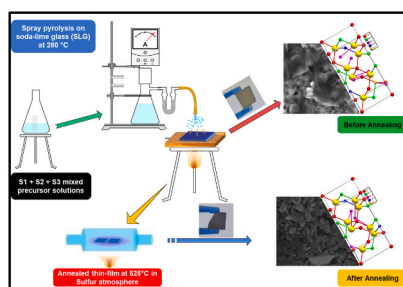 Spray pyrolysis on
soda-lime glass (SLG)
at 280 °C
A
Before Annealing
S1 + S2 + S3 mixed
precursor solutions
Annealed thin-film at 525°C in
Sulfur atmosphere
After Annealing